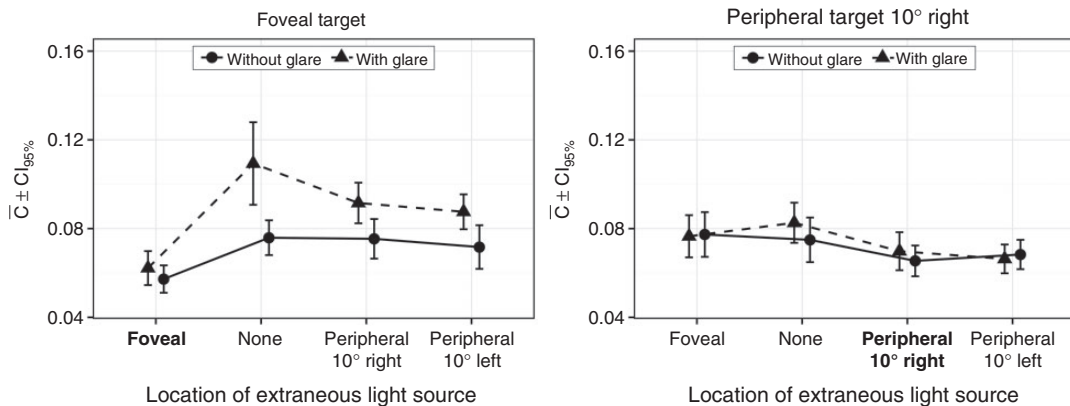 Foveal target
Without glare With glare
0.16
0.12
0.08
0.04
C̅ ± CI95%
Foveal None Peripheral 10° right Peripheral 10° left
Location of extraneous light source
Peripheral target 10° right
Without glare With glare
0.16
0.12
0.08
0.04
C̅ ± CI95%
Foveal None Peripheral 10° right Peripheral 10° left
Location of extraneous light source